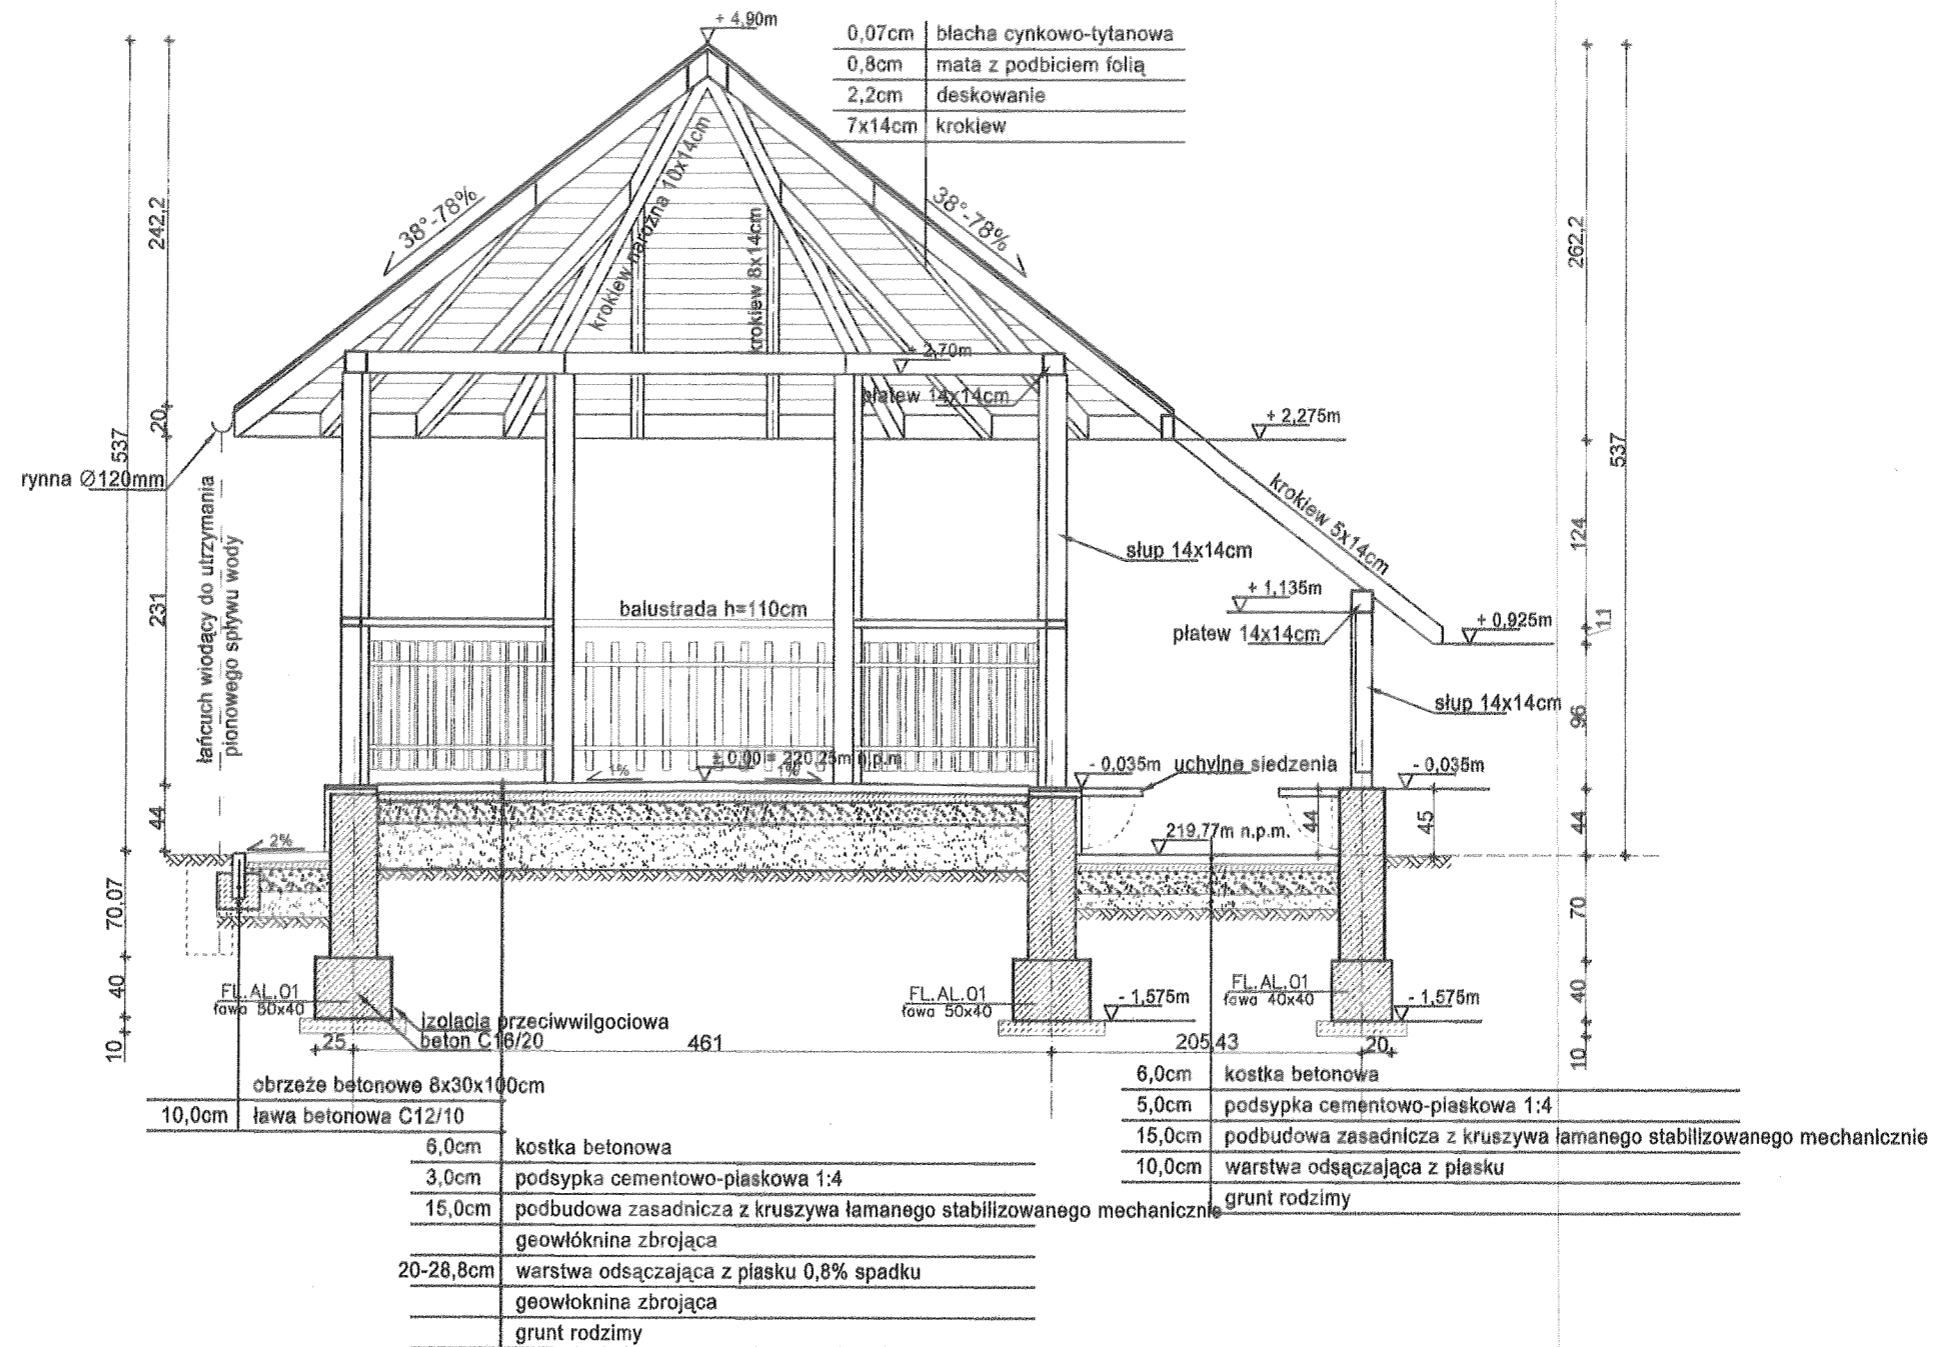 + 4,90m
0,07cm blacha cynkowo-tytanowa
0,8cm mata z podbiciem folią
2,2cm deskowanie
7x14cm krokiew
38°-78%
38°-78%
krokiew narożna 10x14cm
krokiew 8x14cm
242,2
262,2
+ 2,70m
płatew 14x14cm
+ 2,275m
20
537
537
rynna Ø120mm
łańcuch wiodący do utrzymania
pionowego spływu wody
krokiew 5x14cm
124
słup 14x14cm
231
balustrada h=110cm
+ 1,135m
płatew 14x14cm
+ 0,925m
11
słup 14x14cm
96
± 0,00 = 220,25m n.p.m.
1%
1%
- 0,035m
uchylne siedzenia
- 0,035m
44
2%
219,77m n.p.m.
44
45
44
70,07
70
40
FL.AL.01
ława 50x40
FL.AL.01
ława 50x40
- 1,575m
FL.AL.01
ława 40x40
- 1,575m
40
izolacja przeciwwilgociowa
beton C16/20
10
25
461
205,43
20
10
obrzeże betonowe 8x30x100cm
10,0cm ława betonowa C12/10
6,0cm kostka betonowa
3,0cm podsypka cementowo-piaskowa 1:4
15,0cm podbudowa zasadnicza z kruszywa łamanego stabilizowanego mechanicznie
geowłóknina zbrojąca
20-28,8cm warstwa odsączająca z piasku 0,8% spadku
geowłoknina zbrojąca
grunt rodzimy
6,0cm kostka betonowa
5,0cm podsypka cementowo-piaskowa 1:4
15,0cm podbudowa zasadnicza z kruszywa łamanego stabilizowanego mechanicznie
10,0cm warstwa odsączająca z piasku
grunt rodzimy